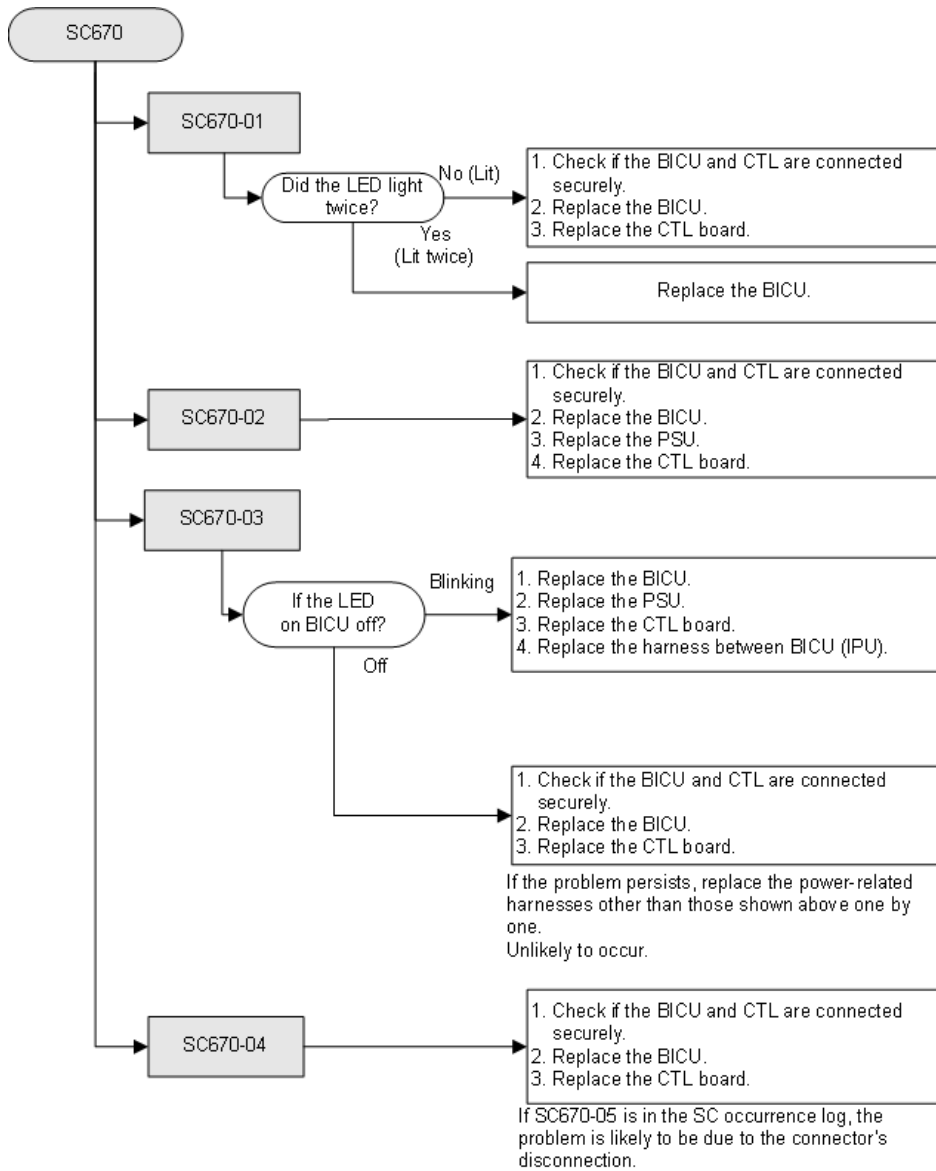 SC670
SC670-01
Did the LED light
twice?
No (Lit)
Yes
(Lit twice)
1. Check if the BICU and CTL are connected
securely.
2. Replace the BICU.
3. Replace the CTL board.
Replace the BICU.
SC670-02
1. Check if the BICU and CTL are connected
securely.
2. Replace the BICU.
3. Replace the PSU.
4. Replace the CTL board.
SC670-03
If the LED
on BICU off?
Blinking
Off
1. Replace the BICU.
2. Replace the PSU.
3. Replace the CTL board.
4. Replace the harness between BICU (IPU).
1. Check if the BICU and CTL are connected
securely.
2. Replace the BICU.
3. Replace the CTL board.
If the problem persists, replace the power-related
harnesses other than those shown above one by
one.
Unlikely to occur.
SC670-04
1. Check if the BICU and CTL are connected
securely.
2. Replace the BICU.
3. Replace the CTL board.
If SC670-05 is in the SC occurrence log, the
problem is likely to be due to the connector's
disconnection.